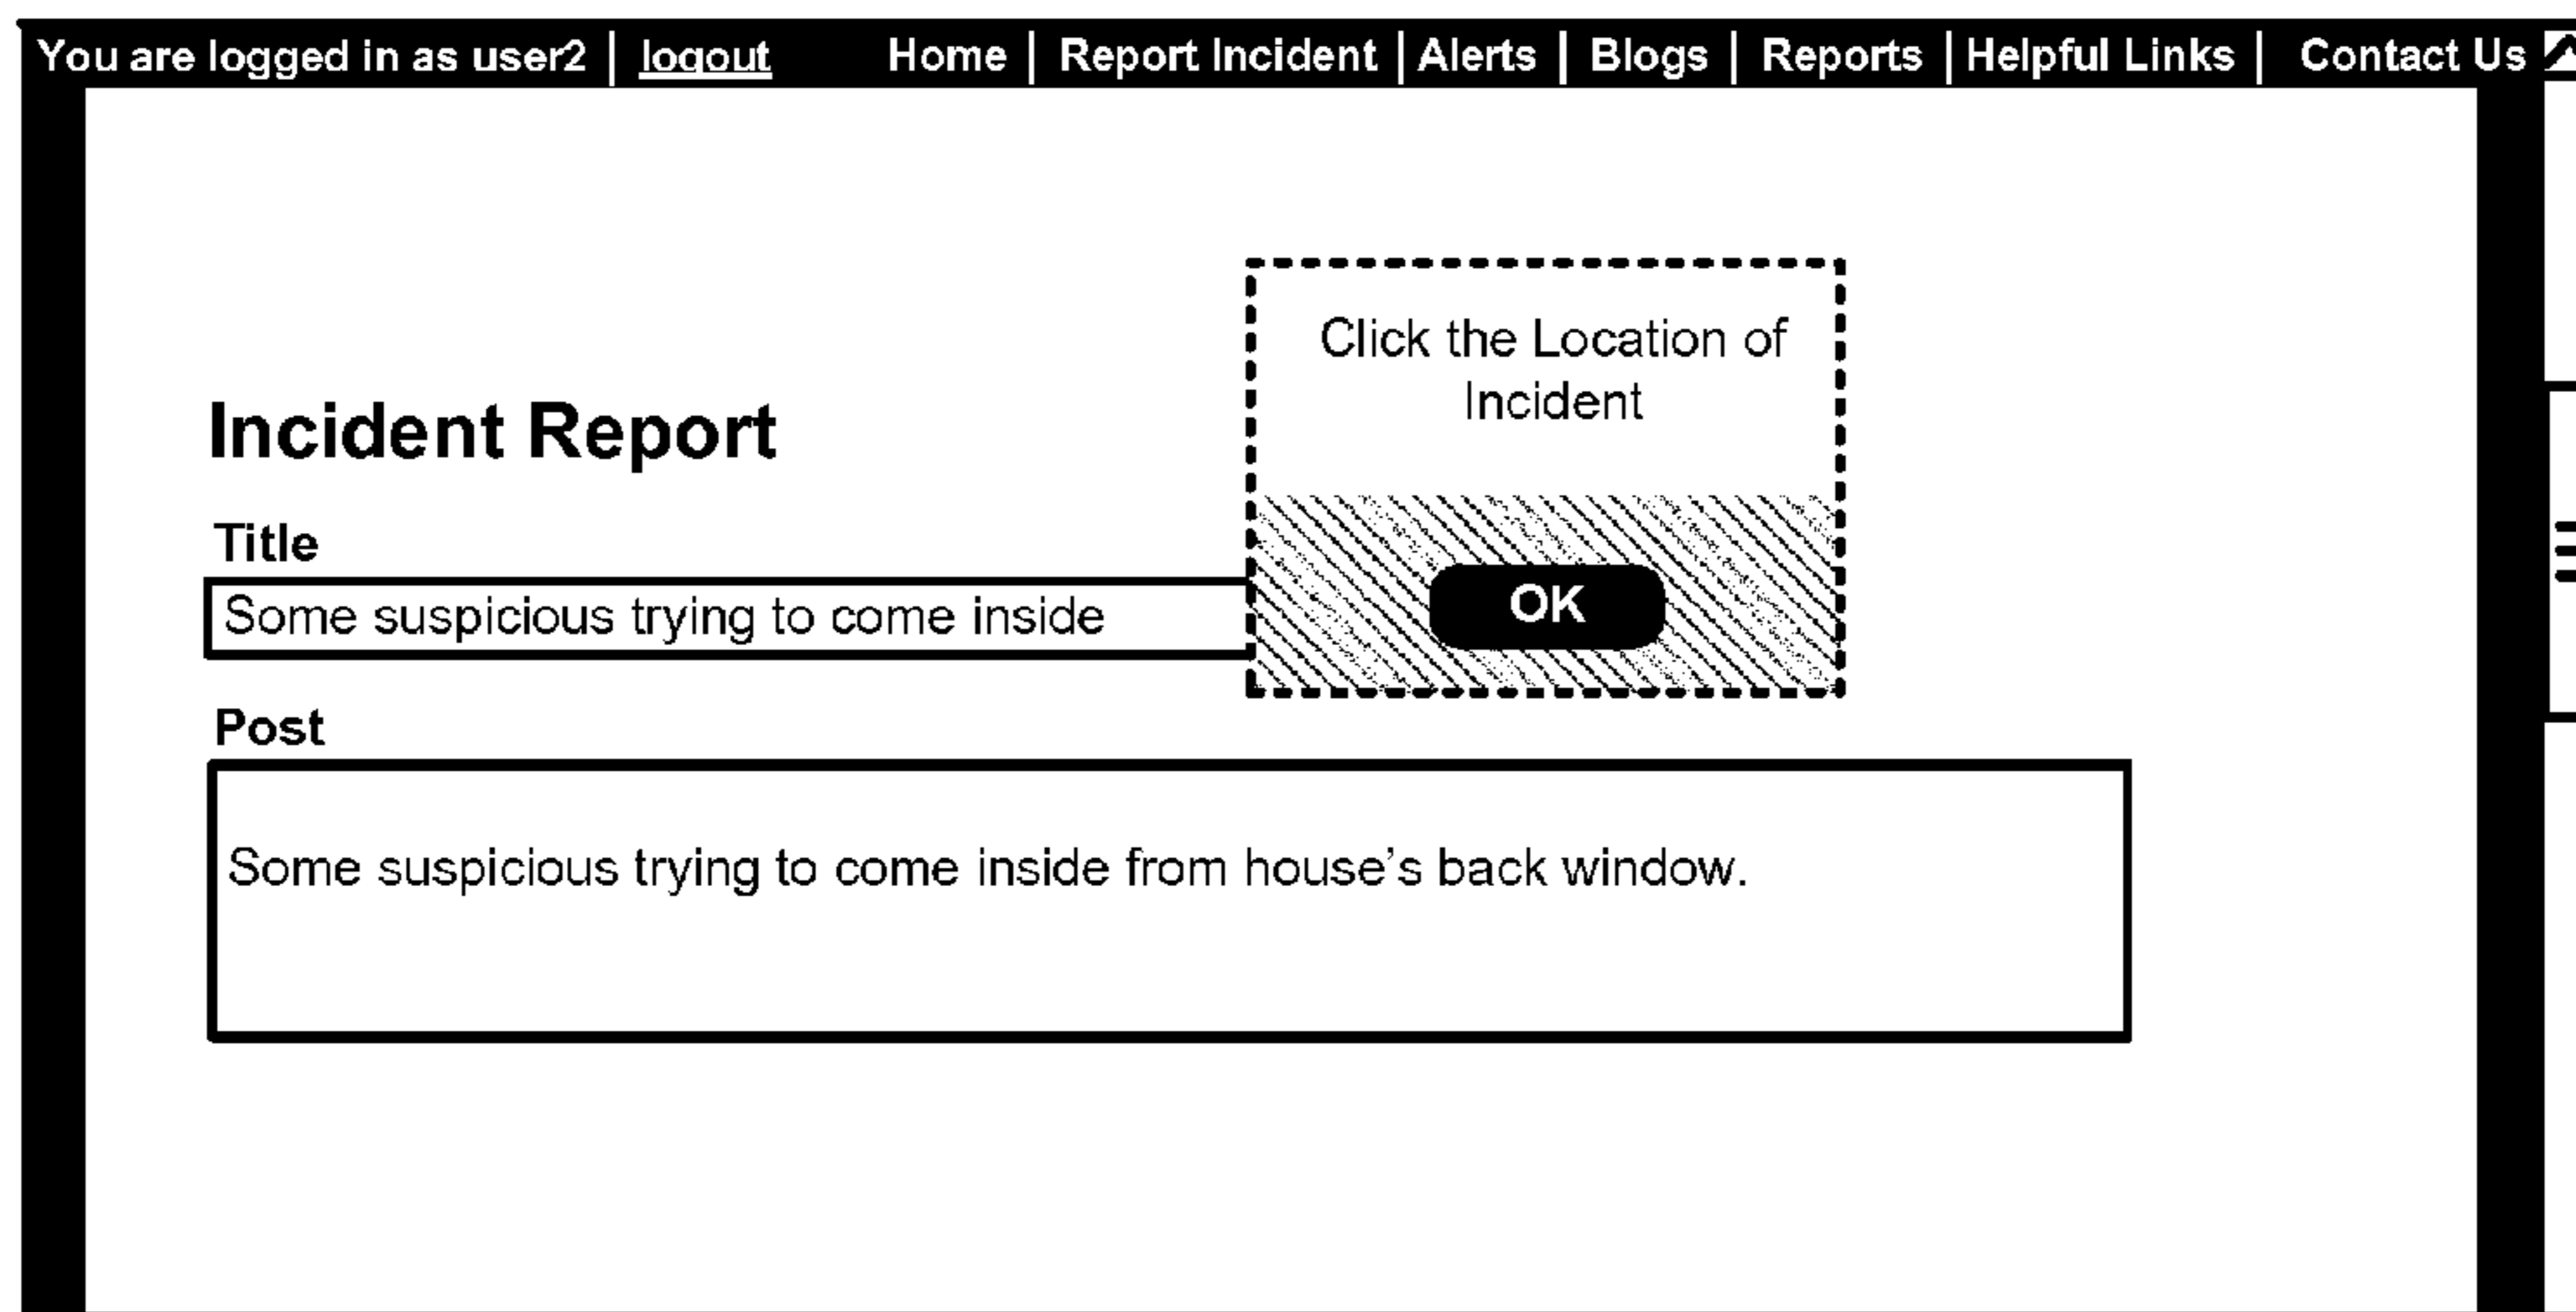 You are logged in as user2 | logout Home | Report Incident | Alerts | Blogs | Reports | Helpful Links | Contact Us
Click the Location of
Incident
Incident Report
Title
OK
Some suspicious trying to come inside
Post
Some suspicious trying to come inside from house's back window.